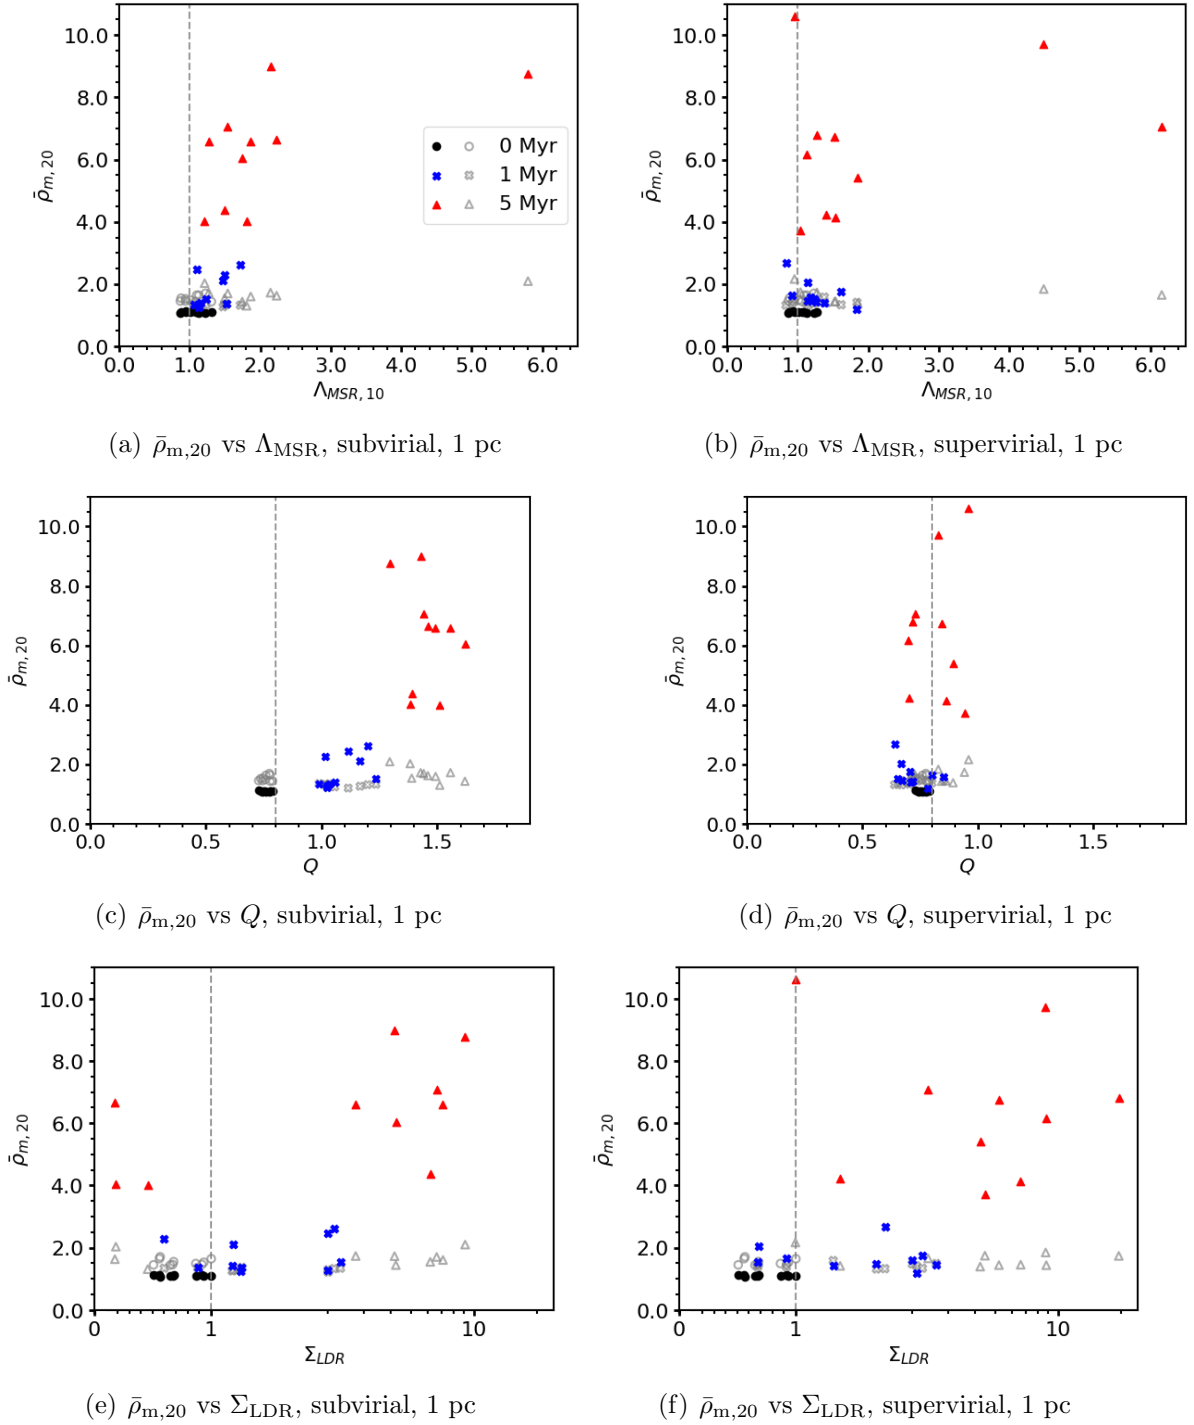 10.0
8.0
6.0
4.0
2.0
0.0
ρ̄m, 20
0.0 1.0 2.0 3.0 4.0 5.0 6.0
ΛMSR, 10
0 Myr
1 Myr
5 Myr
10.0
8.0
6.0
4.0
2.0
0.0
ρ̄m, 20
0.0 1.0 2.0 3.0 4.0 5.0 6.0
ΛMSR, 10
(a) ρ̄m,20 vs ΛMSR, subvirial, 1 pc
(b) ρ̄m,20 vs ΛMSR, supervirial, 1 pc
10.0
8.0
6.0
4.0
2.0
0.0
ρ̄m, 20
0.0 0.5 1.0 1.5
Q
10.0
8.0
6.0
4.0
2.0
0.0
ρ̄m, 20
0.0 0.5 1.0 1.5
Q
(c) ρ̄m,20 vs Q, subvirial, 1 pc
(d) ρ̄m,20 vs Q, supervirial, 1 pc
10.0
8.0
6.0
4.0
2.0
0.0
ρ̄m, 20
0 1 10
ΣLDR
10.0
8.0
6.0
4.0
2.0
0.0
ρ̄m, 20
0 1 10
ΣLDR
(e) ρ̄m,20 vs ΣLDR, subvirial, 1 pc
(f) ρ̄m,20 vs ΣLDR, supervirial, 1 pc